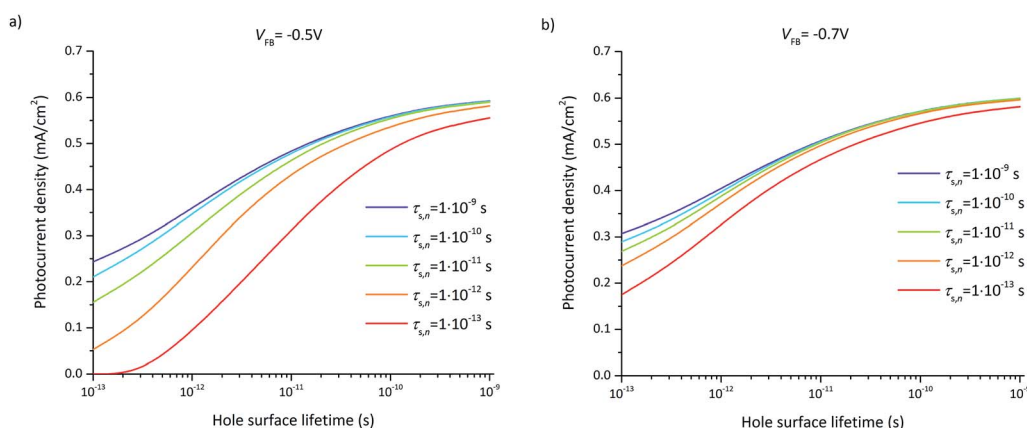 a)
V_FB= -0.5V
0.7
0.6
0.5
0.4
0.3
0.2
0.1
0.0
Photocurrent density (mA/cm²)
τ_s,n=1·10⁻⁹ s
τ_s,n=1·10⁻¹⁰ s
τ_s,n=1·10⁻¹¹ s
τ_s,n=1·10⁻¹² s
τ_s,n=1·10⁻¹³ s
10⁻¹³ 10⁻¹² 10⁻¹¹ 10⁻¹⁰ 10⁻⁹
Hole surface lifetime (s)
b)
V_FB= -0.7V
0.7
0.6
0.5
0.4
0.3
0.2
0.1
0.0
Photocurrent density (mA/cm²)
τ_s,n=1·10⁻⁹ s
τ_s,n=1·10⁻¹⁰ s
τ_s,n=1·10⁻¹¹ s
τ_s,n=1·10⁻¹² s
τ_s,n=1·10⁻¹³ s
10⁻¹³ 10⁻¹² 10⁻¹¹ 10⁻¹⁰ 10⁻⁹
Hole surface lifetime (s)